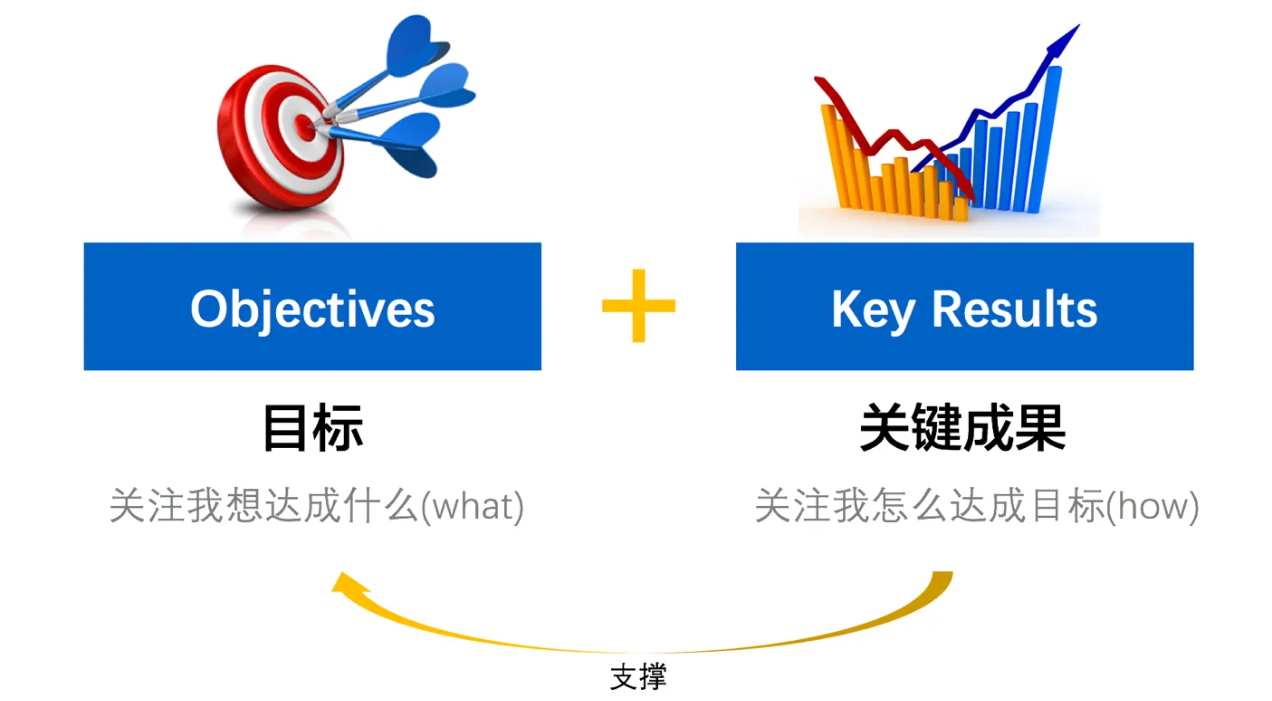 Objectives
Key Results
目标
关键成果
关注我想达成什么(what)
关注我怎么达成目标(how)
支撑